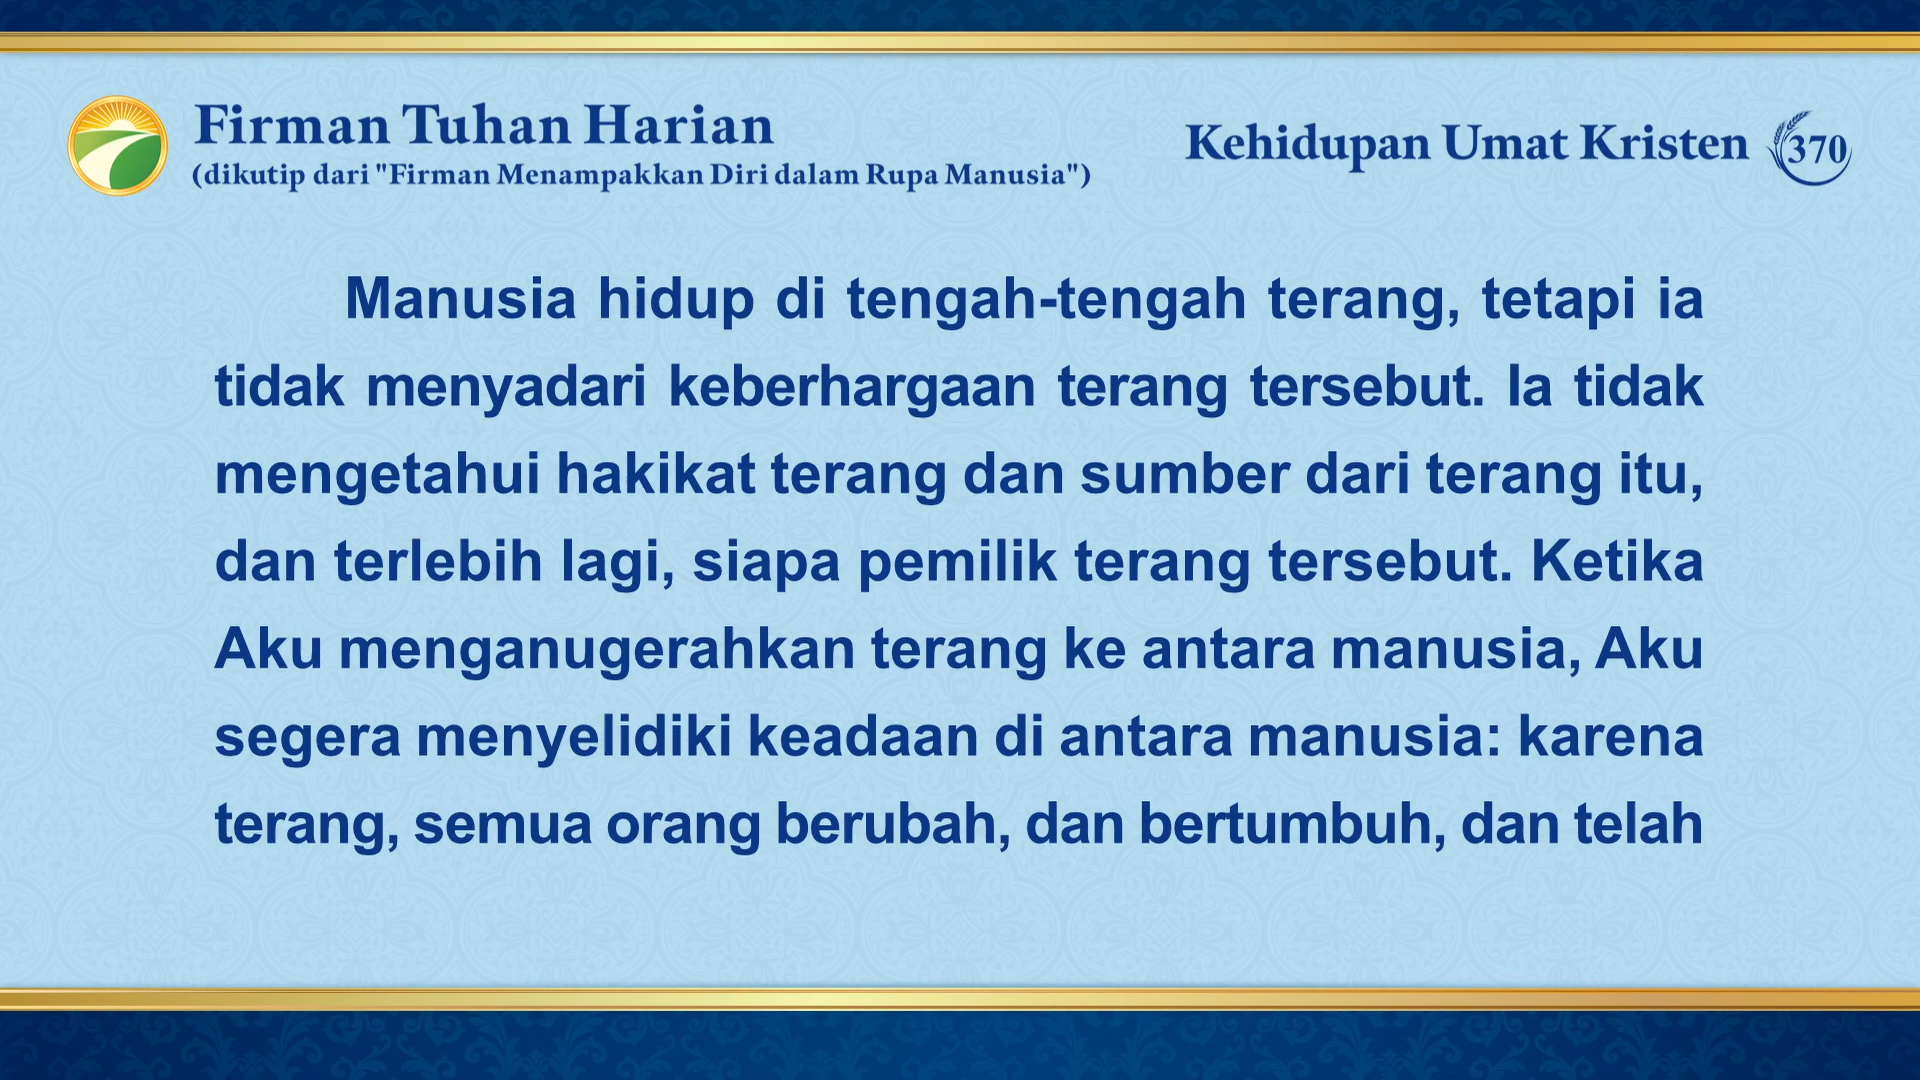 Firman Tuhan Harian
(dikutip dari "Firman Menampakkan Diri dalam Rupa Manusia")
Kehidupan Umat Kristen 370
Manusia hidup di tengah-tengah terang, tetapi ia
tidak menyadari keberhargaan terang tersebut. Ia tidak
mengetahui hakikat terang dan sumber dari terang itu,
dan terlebih lagi, siapa pemilik terang tersebut. Ketika
Aku menganugerahkan terang ke antara manusia, Aku
segera menyelidiki keadaan di antara manusia: karena
terang, semua orang berubah, dan bertumbuh, dan telah